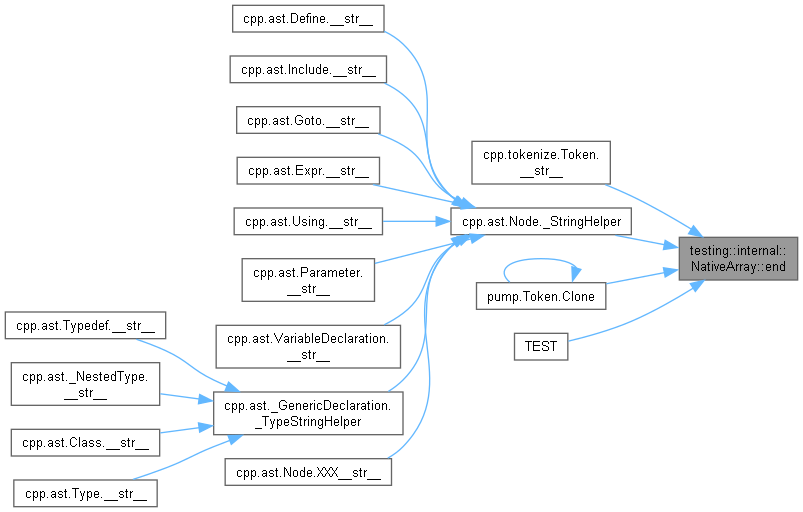 cpp.ast.Define.__str__
cpp.ast.Include.__str__
cpp.ast.Goto.__str__
cpp.ast.Expr.__str__
cpp.ast.Using.__str__
cpp.ast.Parameter.
__str__
cpp.ast.VariableDeclaration.
__str__
cpp.ast._GenericDeclaration.
_TypeStringHelper
cpp.ast.Node.XXX__str__
cpp.ast.Typedef.__str__
cpp.ast._NestedType.
__str__
cpp.ast.Class.__str__
cpp.ast.Type.__str__
cpp.tokenize.Token.
__str__
cpp.ast.Node._StringHelper
pump.Token.Clone
TEST
testing::internal::
NativeArray::end